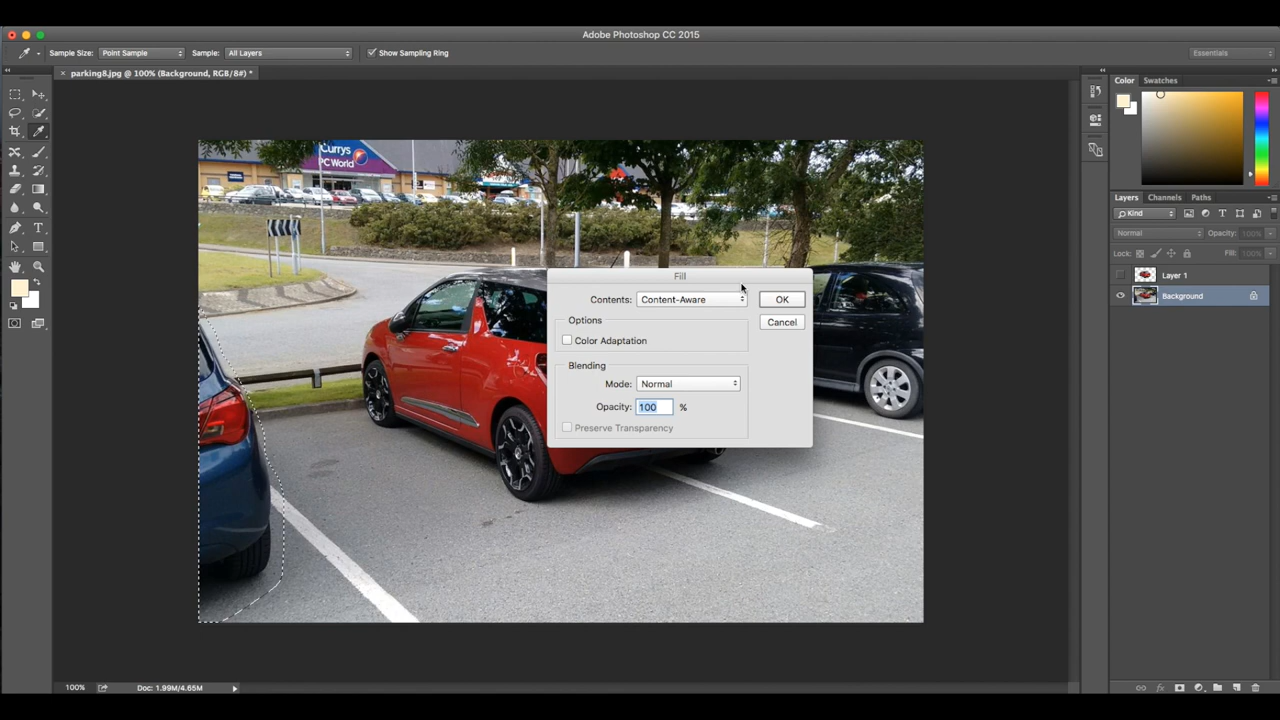 Adobe Photoshop CC 2015
Sample Size: Point Sample Sample: All Layers Show Sampling Ring Essentials
× parking8.jpg @ 100% (Background, RGB/8#) *
Color Swatches
Currys
PC World
Layers Channels Paths
Kind
Normal Opacity: 100%
Lock: Fill: 100%
Layer 1
Background
Fill
Contents: Content-Aware OK
Options Cancel
Color Adaptation
Blending
Mode: Normal
Opacity: 100 %
Preserve Transparency
100% Doc: 1.99M/4.65M